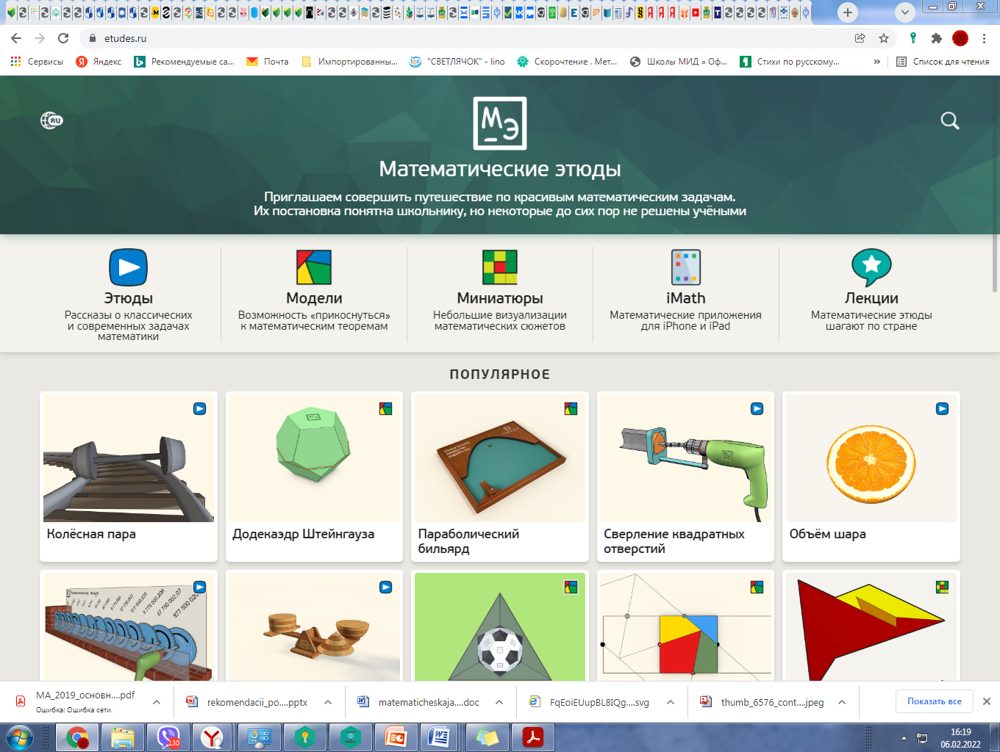 etudes.ru
Сервисы
Яндекс
Рекомендуемые са...
Почта
Импортированны...
"СВЕТЛЯЧОК" - lino
Скорочтение . Мет...
Школы МИД » Оф...
Стихи по русскому...
»
Список для чтения
RU
МЭ
Математические этюды
Приглашаем совершить путешествие по красивым математическим задачам.
Их постановка понятна школьнику, но некоторые до сих пор не решены учёными
Этюды
Рассказы о классических
и современных задачах
математики
Модели
Возможность «прикоснуться»
к математическим теоремам
Миниатюры
Небольшие визуализации
математических сюжетов
iMath
Математические приложения
для iPhone и iPad
Лекции
Математические этюды
шагают по стране
ПОПУЛЯРНОЕ
Колёсная пара
Додекаэдр Штейнгауза
Параболический
бильярд
Сверление квадратных
отверстий
Объём шара
МА_2019_основн....pdf
Ошибка: Ошибка сети.
rekomendacii_po....pptx
matematicheskaja....doc
FqEoiEUupBL8IQg....svg
thumb_6576_cont....jpeg
Показать все
130
16:19
06.02.2022